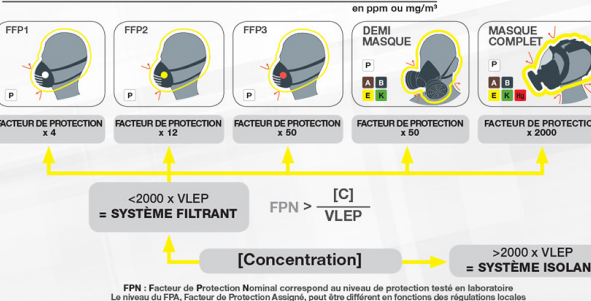 en ppm ou mg/m³
FFP1
P
FACTEUR DE PROTECTION
x 4
FFP2
P
FACTEUR DE PROTECTION
x 12
FFP3
P
FACTEUR DE PROTECTION
x 50
DEMI
MASQUE
P
A B
E K
FACTEUR DE PROTECTION
x 50
MASQUE
COMPLET
P
A B
E K Hg
FACTEUR DE PROTECTIO
x 2000
<2000 x VLEP
= SYSTÈME FILTRANT
FPN > [C]
VLEP
[Concentration]
>2000 x VLEP
= SYSTÈME ISOLAN
FPN : Facteur de Protection Nominal correspond au niveau de protection testé en laboratoire
Le niveau du FPA, Facteur de Protection Assigné, peut être différent en fonctions des régulations locales